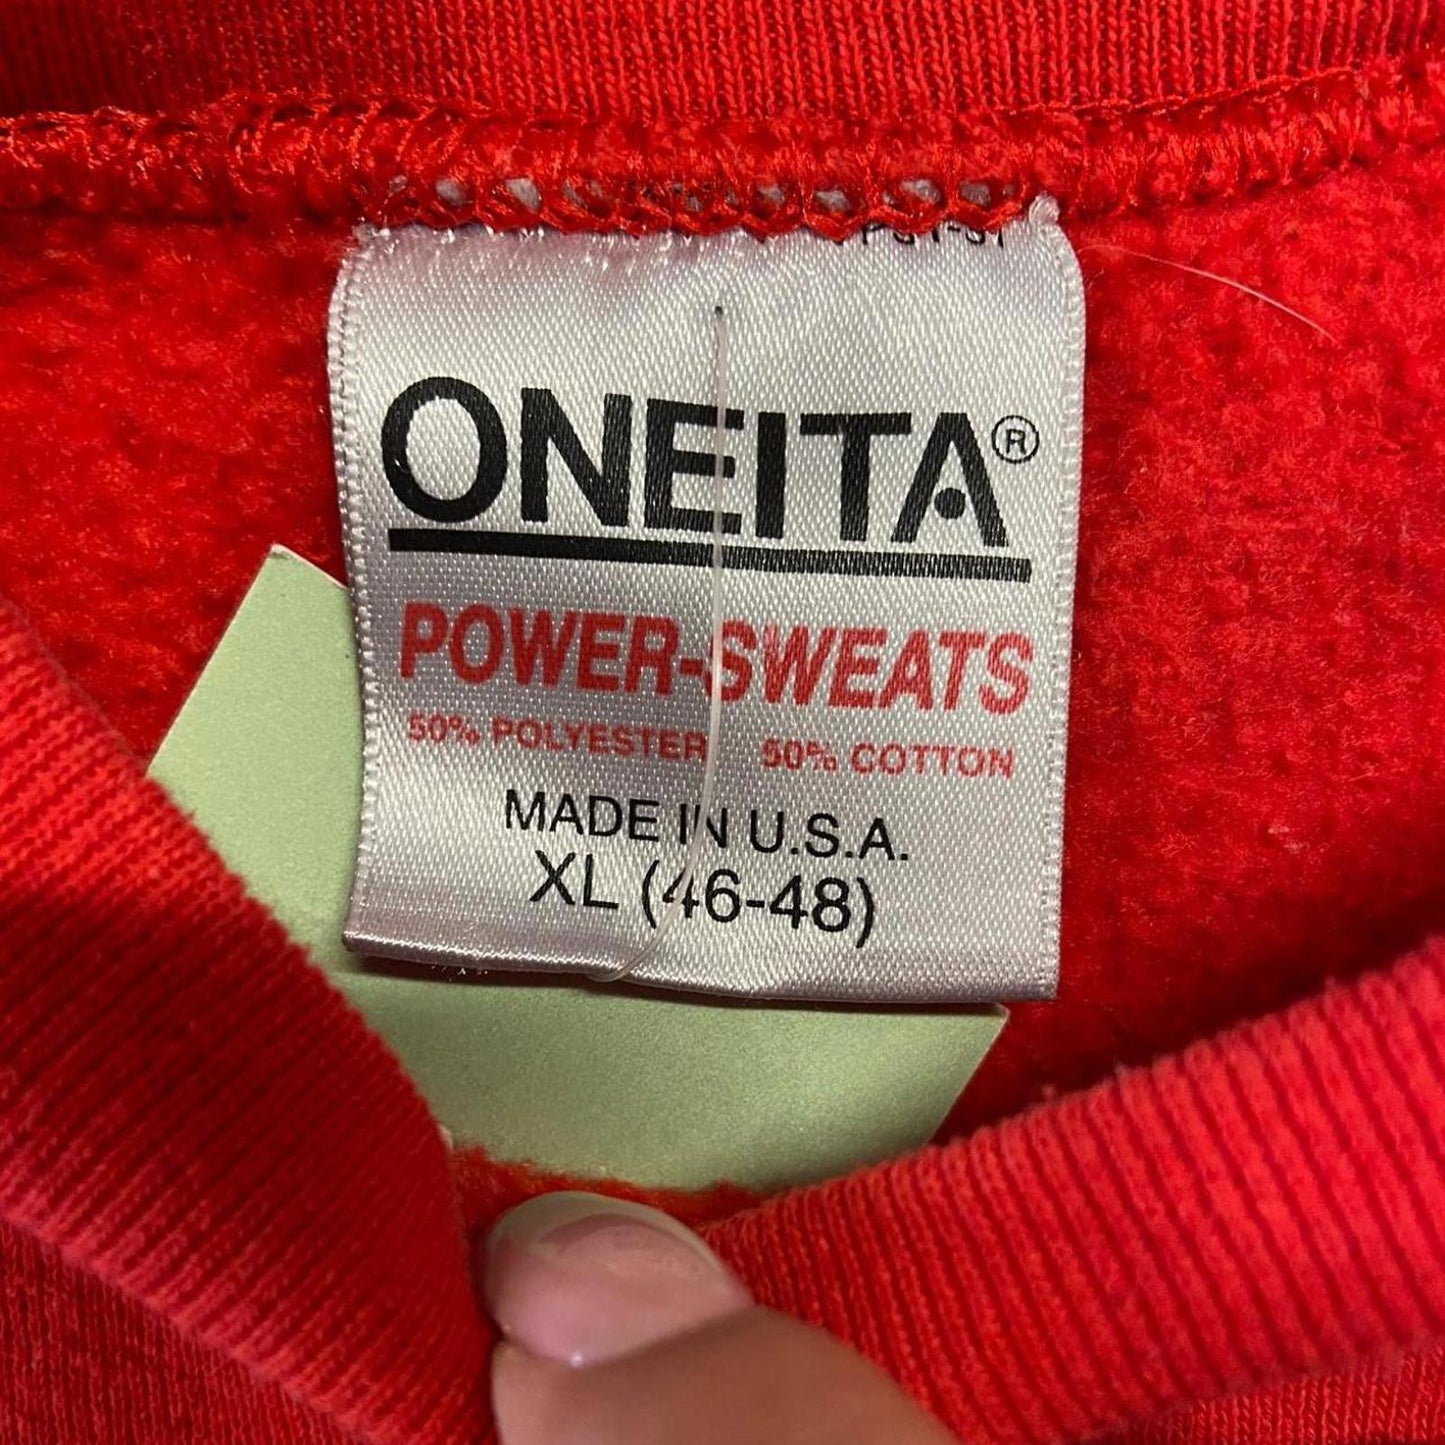 ONEITA®
POWER-SWEATS
50% POLYESTER 50% COTTON
MADE IN U.S.A.
XL (46-48)